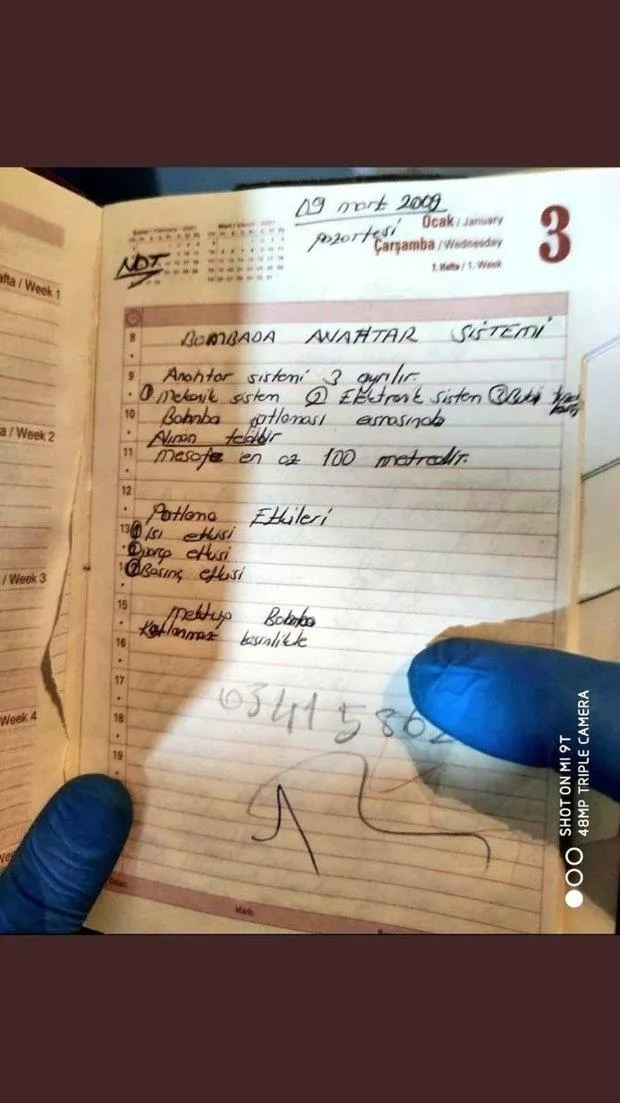 09 mart 2009
pazartesi
Ocak / January
Çarşamba / Wednesday
3
1. Hafta / 1. Week
NOT
afta / Week 1
a / Week 2
/ Week 3
Week 4
8 BOMBADA ANAHTAR SİSTEMİ
9 Anahtar sistemi 3 ayrılır.
① Mekanik sistem ② Elektronik sistem ③ Bubi
10 Bomba patlaması esnasında
Alınan tedbir
11 mesafe en az 100 metredir.
12
Patlama Etkileri
13 ① Isı etkisi
② parça etkisi
14 ③ Basınç etkisi
15 Mektup Bomba
16 Katlanmaz kesinlikle
17
18
19
SHOT ON MI 9T
48MP TRIPLE CAMERA